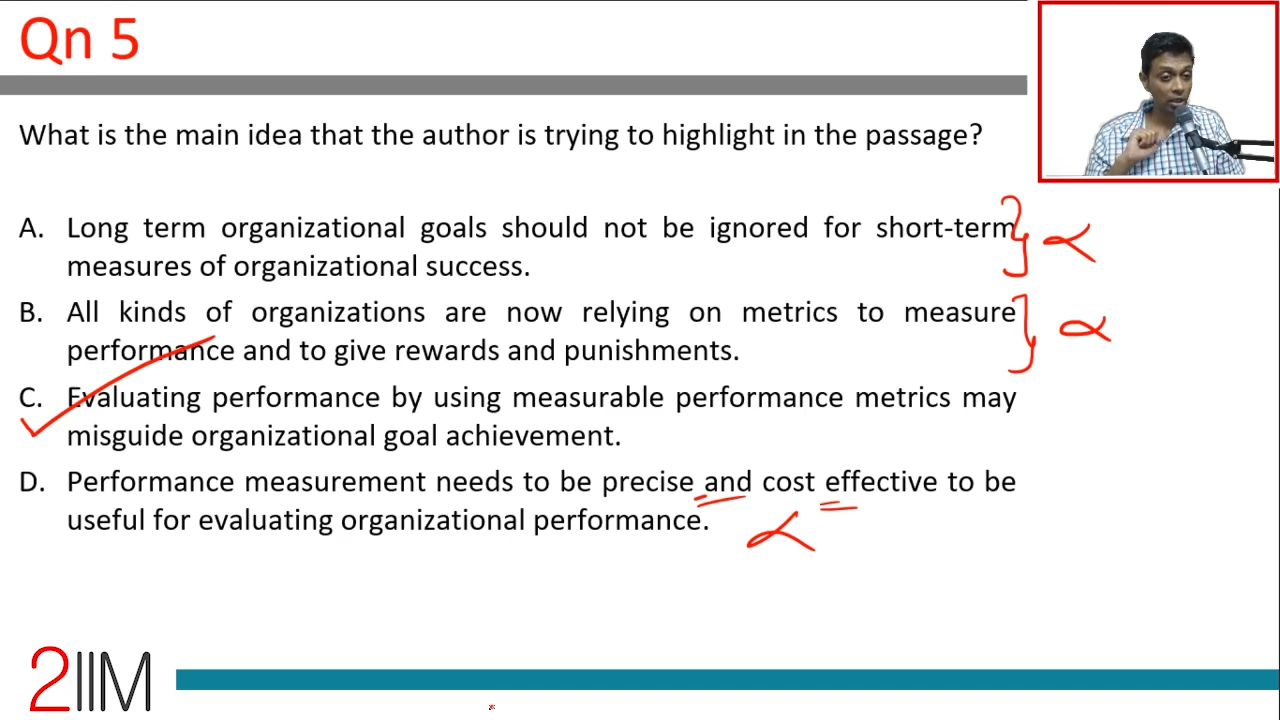 Qn 5
What is the main idea that the author is trying to highlight in the passage?
A. Long term organizational goals should not be ignored for short-term
measures of organizational success.
B. All kinds of organizations are now relying on metrics to measure
performance and to give rewards and punishments.
C. Evaluating performance by using measurable performance metrics may
misguide organizational goal achievement.
D. Performance measurement needs to be precise and cost effective to be
useful for evaluating organizational performance.
2IIM